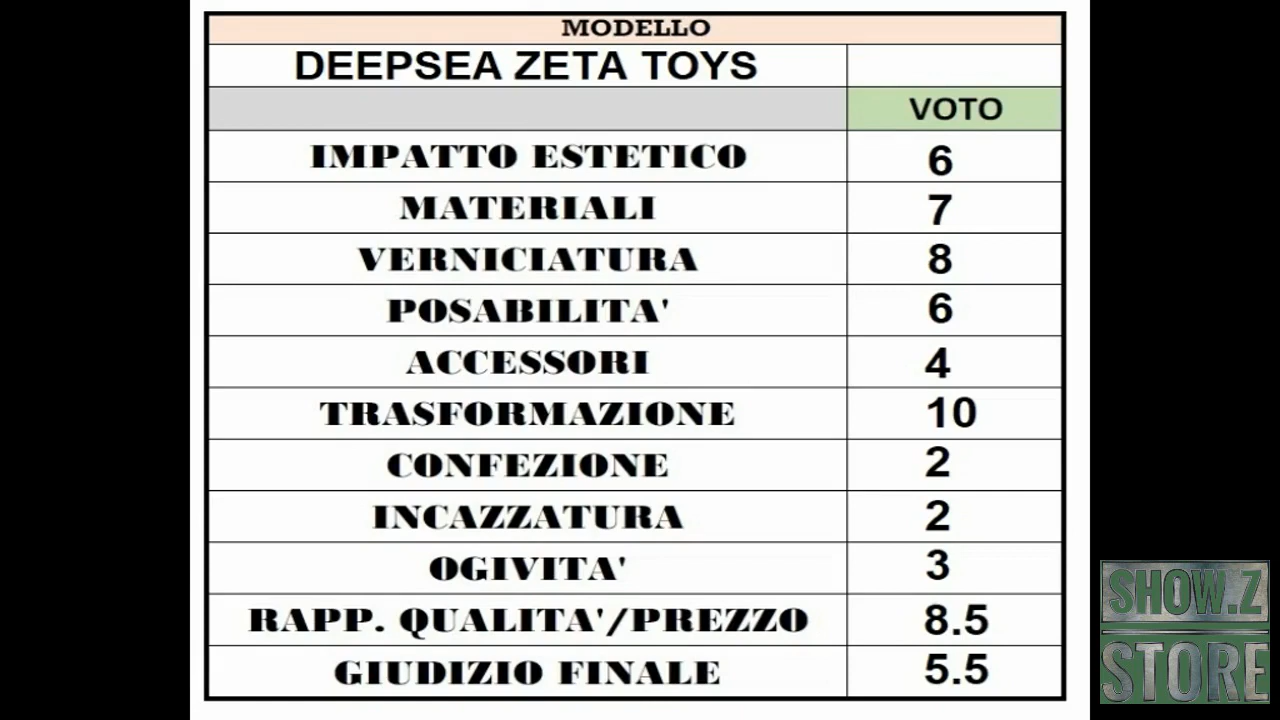 MODELLO
DEEPSEA ZETA TOYS
VOTO
IMPATTO ESTETICO 6
MATERIALI 7
VERNICIATURA 8
POSABILITA' 6
ACCESSORI 4
TRASFORMAZIONE 10
CONFEZIONE 2
INCAZZATURA 2
OGIVITA' 3
RAPP. QUALITA'/PREZZO 8.5
GIUDIZIO FINALE 5.5
SHOW.Z
STORE